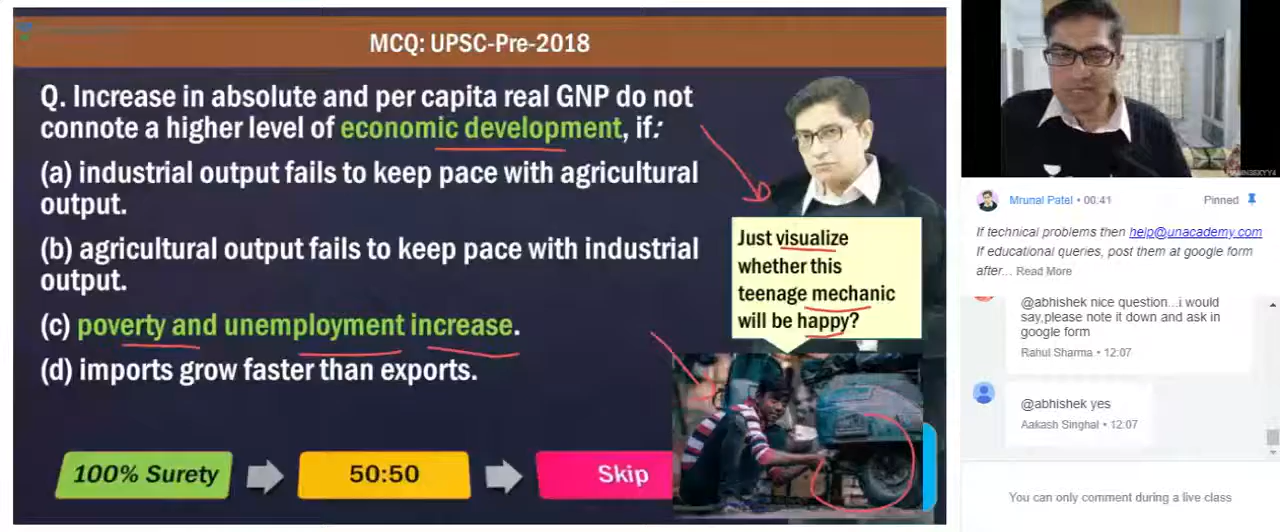 MCQ: UPSC-Pre-2018
Q. Increase in absolute and per capita real GNP do not
connote a higher level of economic development, if:
(a) industrial output fails to keep pace with agricultural
output.
(b) agricultural output fails to keep pace with industrial
output.
(c) poverty and unemployment increase.
(d) imports grow faster than exports.
Just visualize
whether this
teenage mechanic
will be happy?
100% Surety
50:50
Skip
Mrunal Patel • 00:41
Pinned
If technical problems then help@unacademy.com
If educational queries, post them at google form
after... Read More
@abhishek nice question...i would
say,please note it down and ask in
google form
Rahul Sharma • 12:07
@abhishek yes
Aakash Singhal • 12:07
You can only comment during a live class